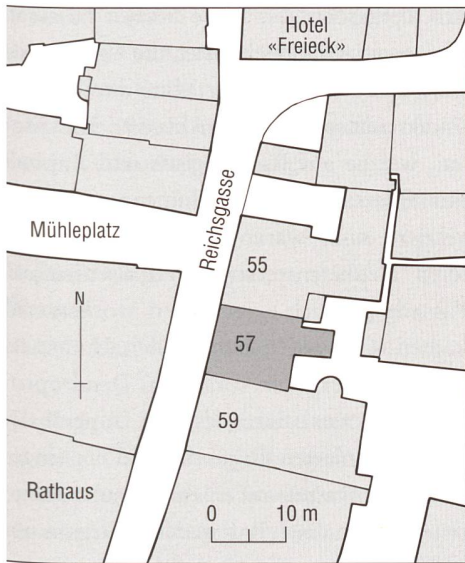 Hotel
«Freieck»
Reichsgasse
Mühleplatz
55
N
57
59
Rathaus
0 10 m